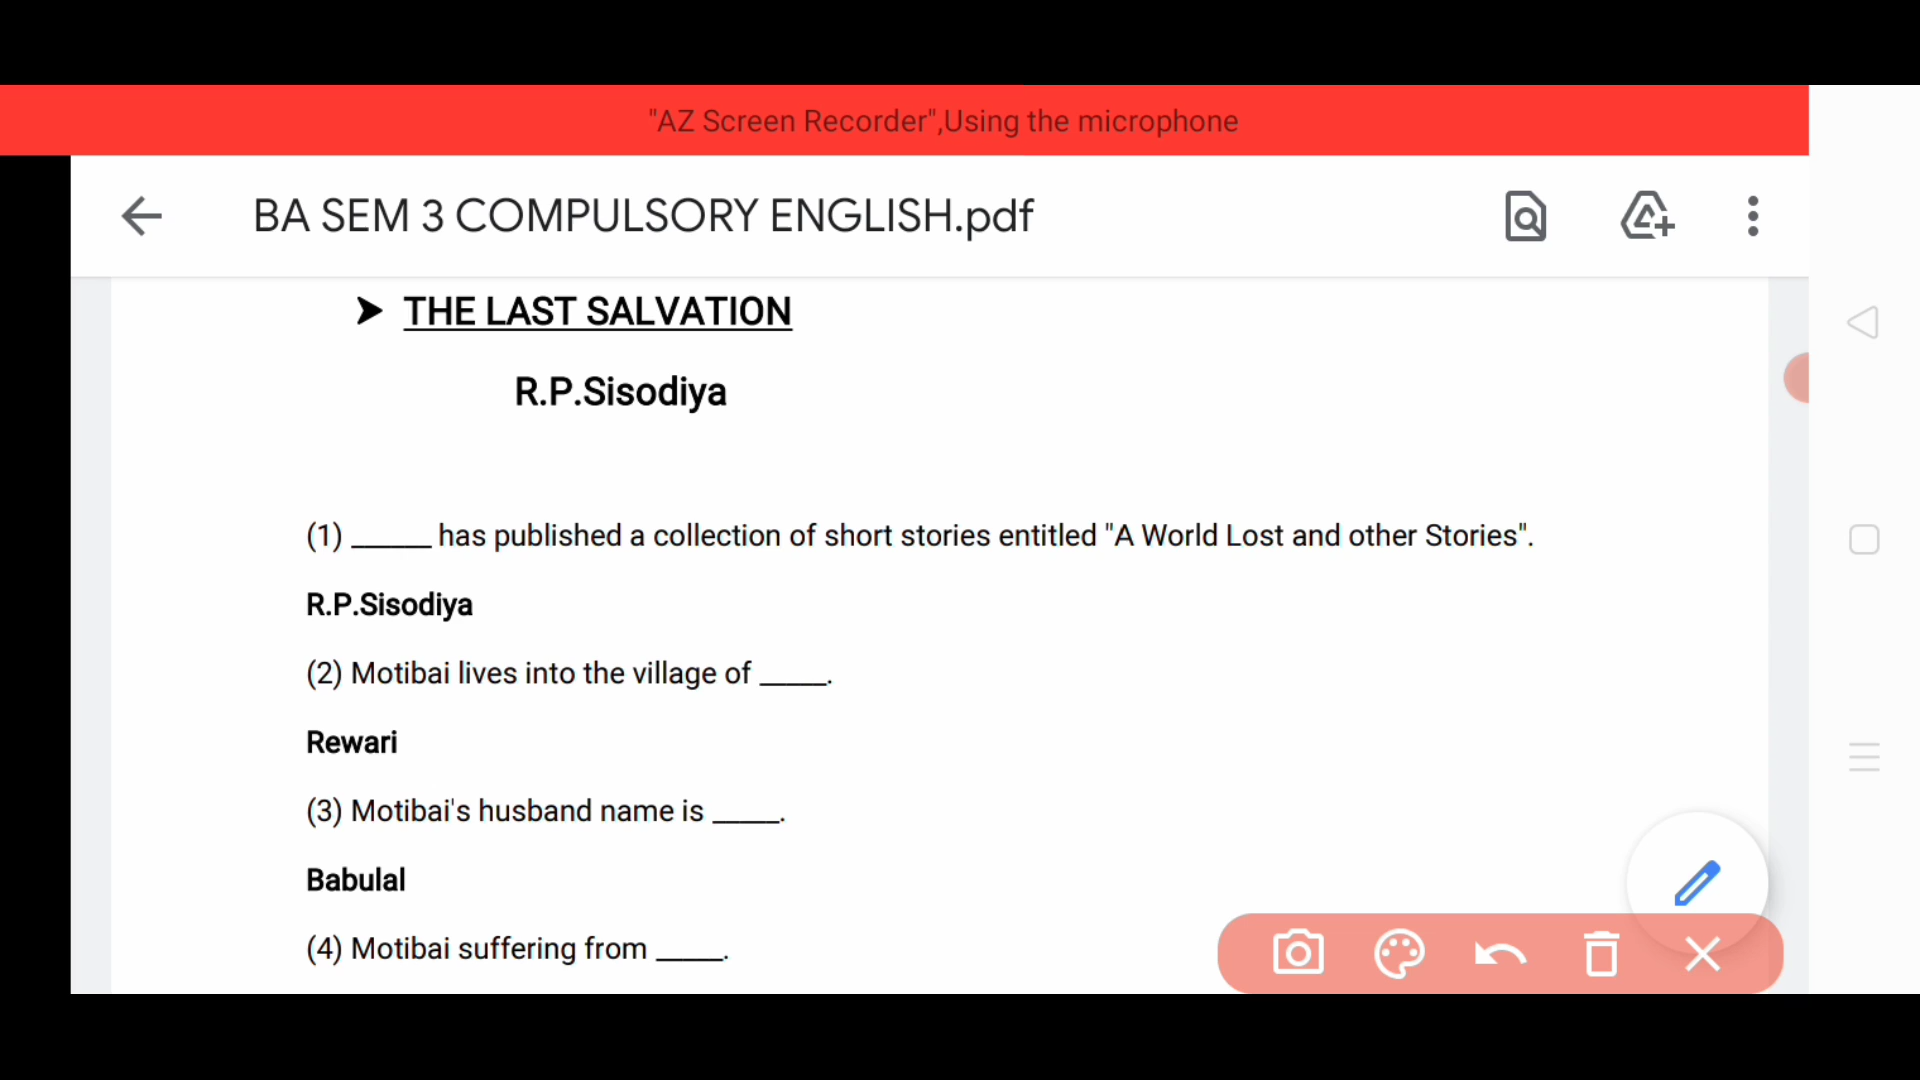 "AZ Screen Recorder",Using the microphone
BA SEM 3 COMPULSORY ENGLISH.pdf
➤ THE LAST SALVATION
R.P.Sisodiya
(1) ______ has published a collection of short stories entitled "A World Lost and other Stories".
R.P.Sisodiya
(2) Motibai lives into the village of _____.
Rewari
(3) Motibai's husband name is _____.
Babulal
(4) Motibai suffering from _____.